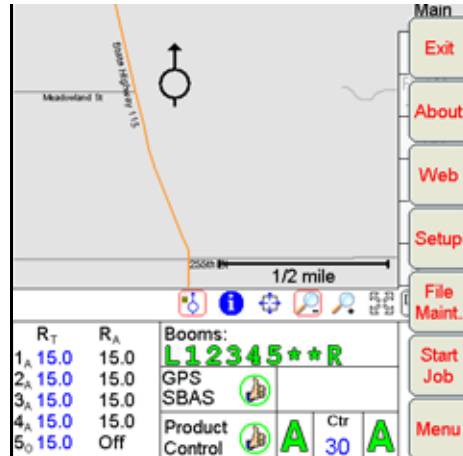 Main
Exit
About
Web
Setup
File
Maint.
Start
Job
Menu
State Highway 115
Meadowland St
255th
1/2 mile
RT RA
1A 15.0 15.0
2A 15.0 15.0
3A 15.0 15.0
4A 15.0 15.0
5O 15.0 Off
Booms:
L12345**R
GPS
SBAS
Product
Control
A
Ctr
30
A